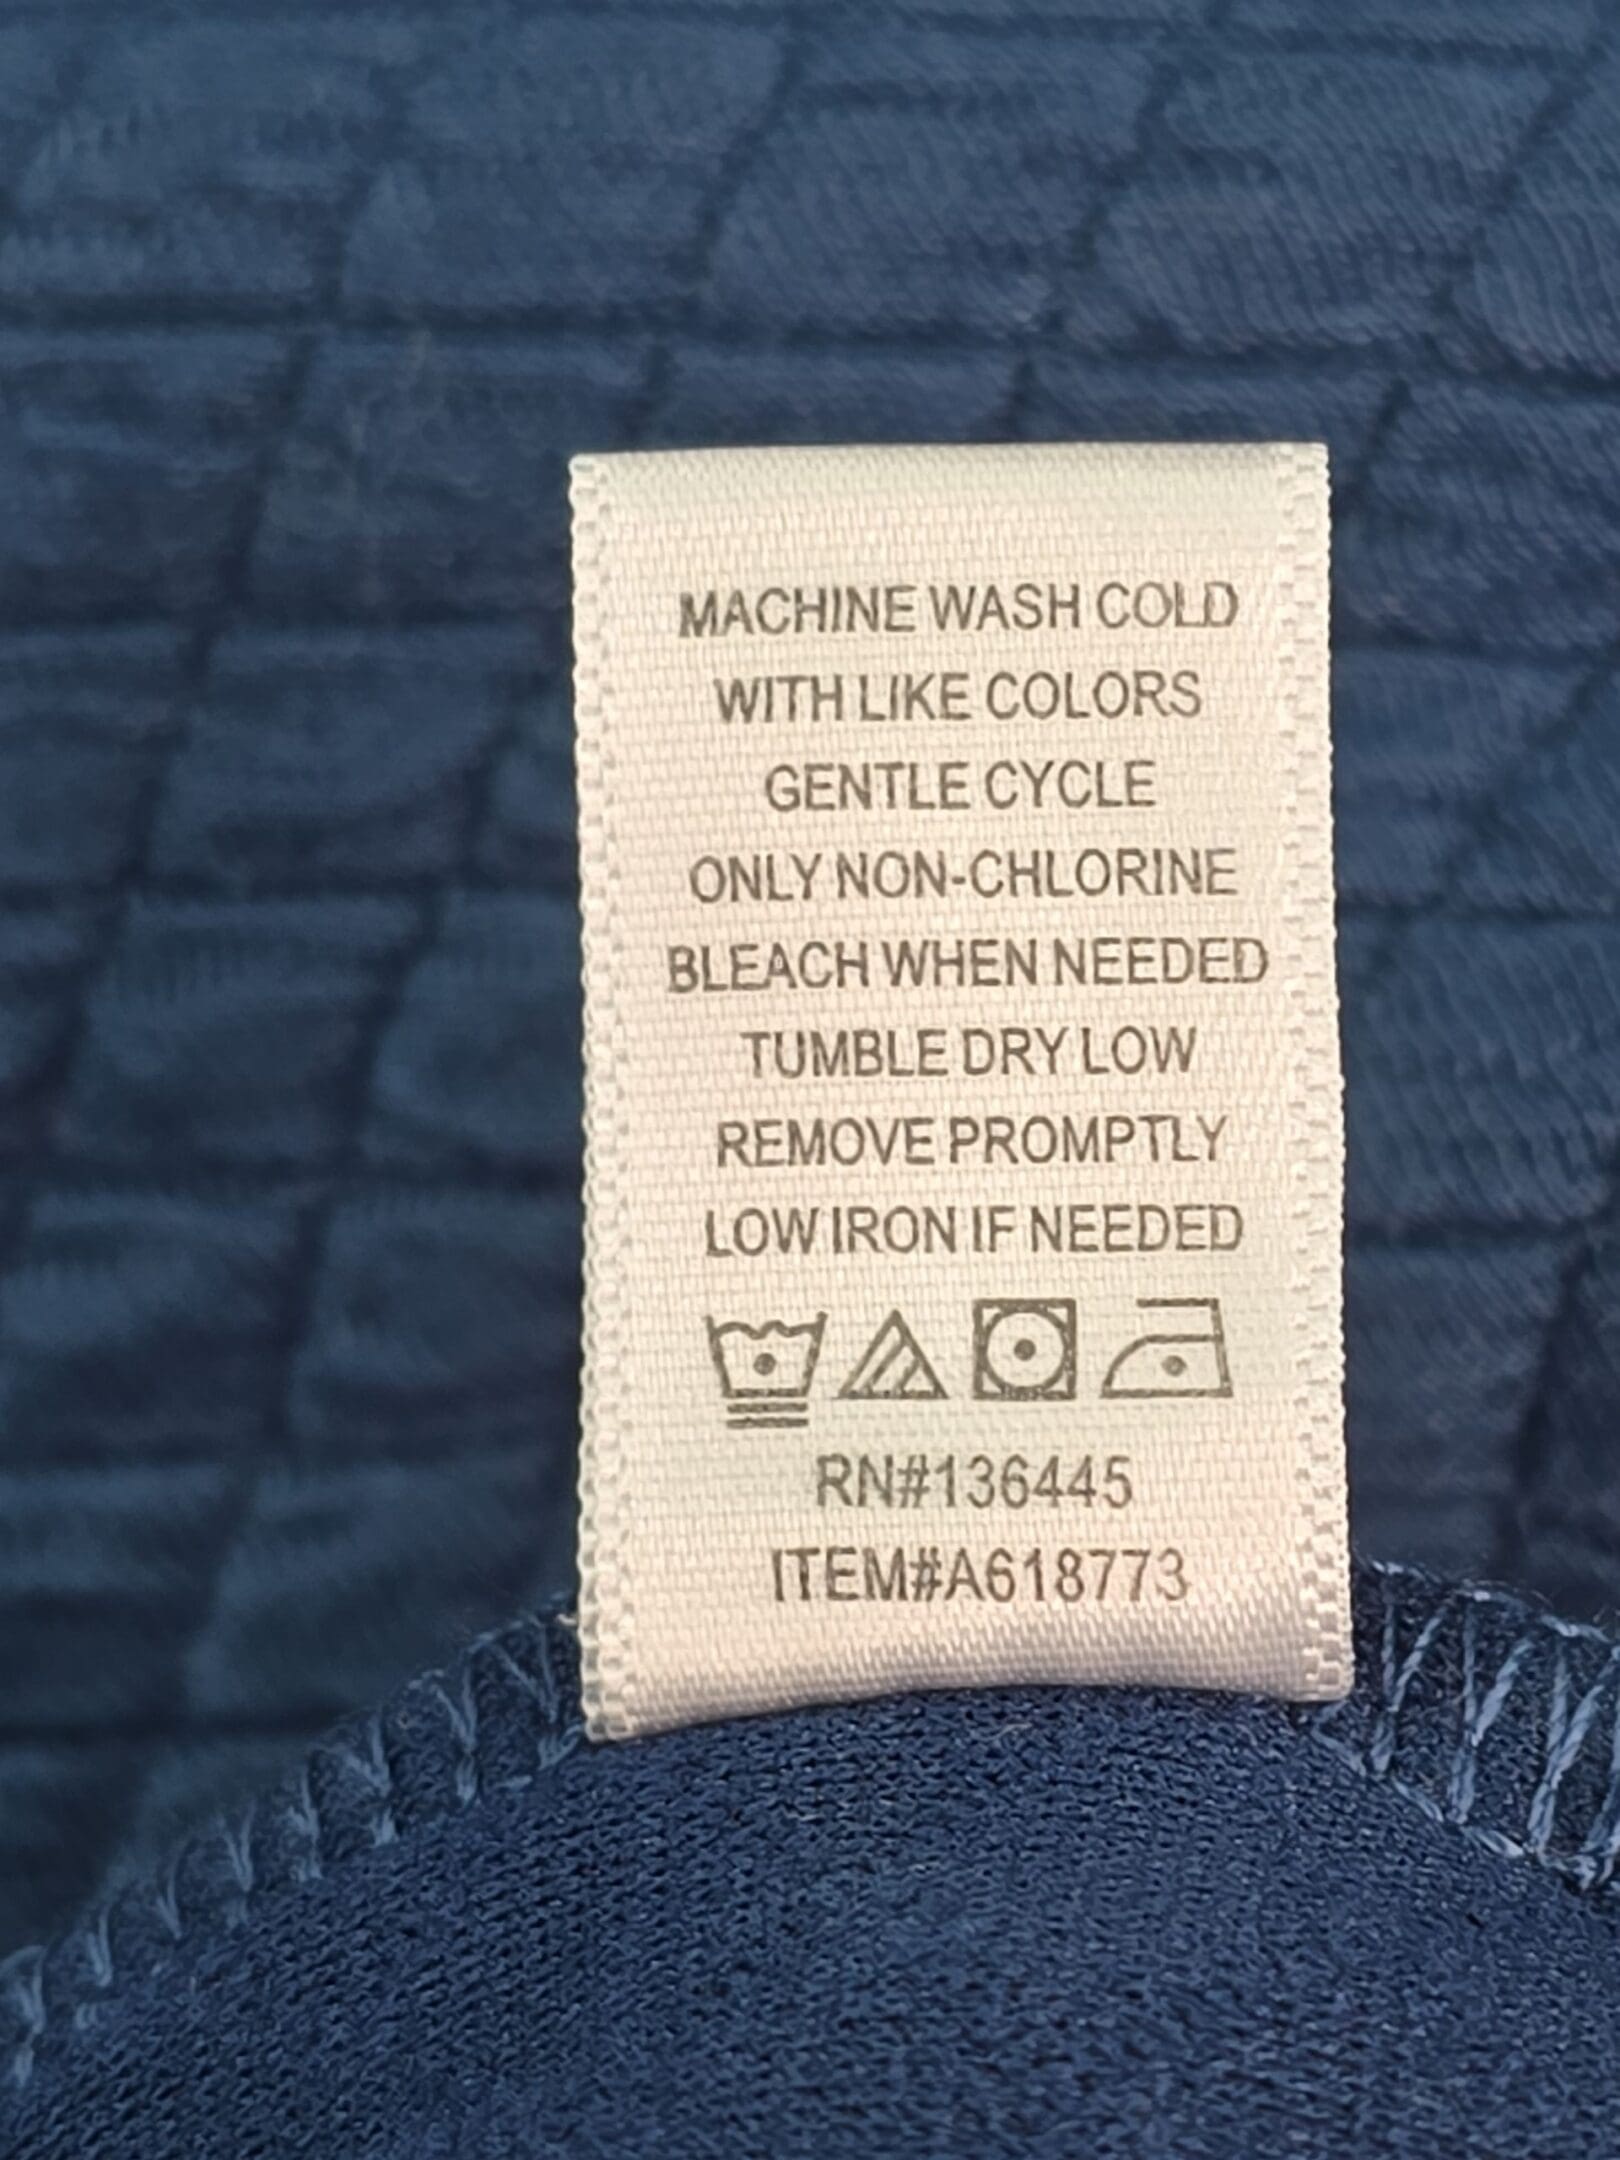 MACHINE WASH COLD
WITH LIKE COLORS
GENTLE CYCLE
ONLY NON-CHLORINE
BLEACH WHEN NEEDED
TUMBLE DRY LOW
REMOVE PROMPTLY
LOW IRON IF NEEDED
RN#136445
ITEM#A618773